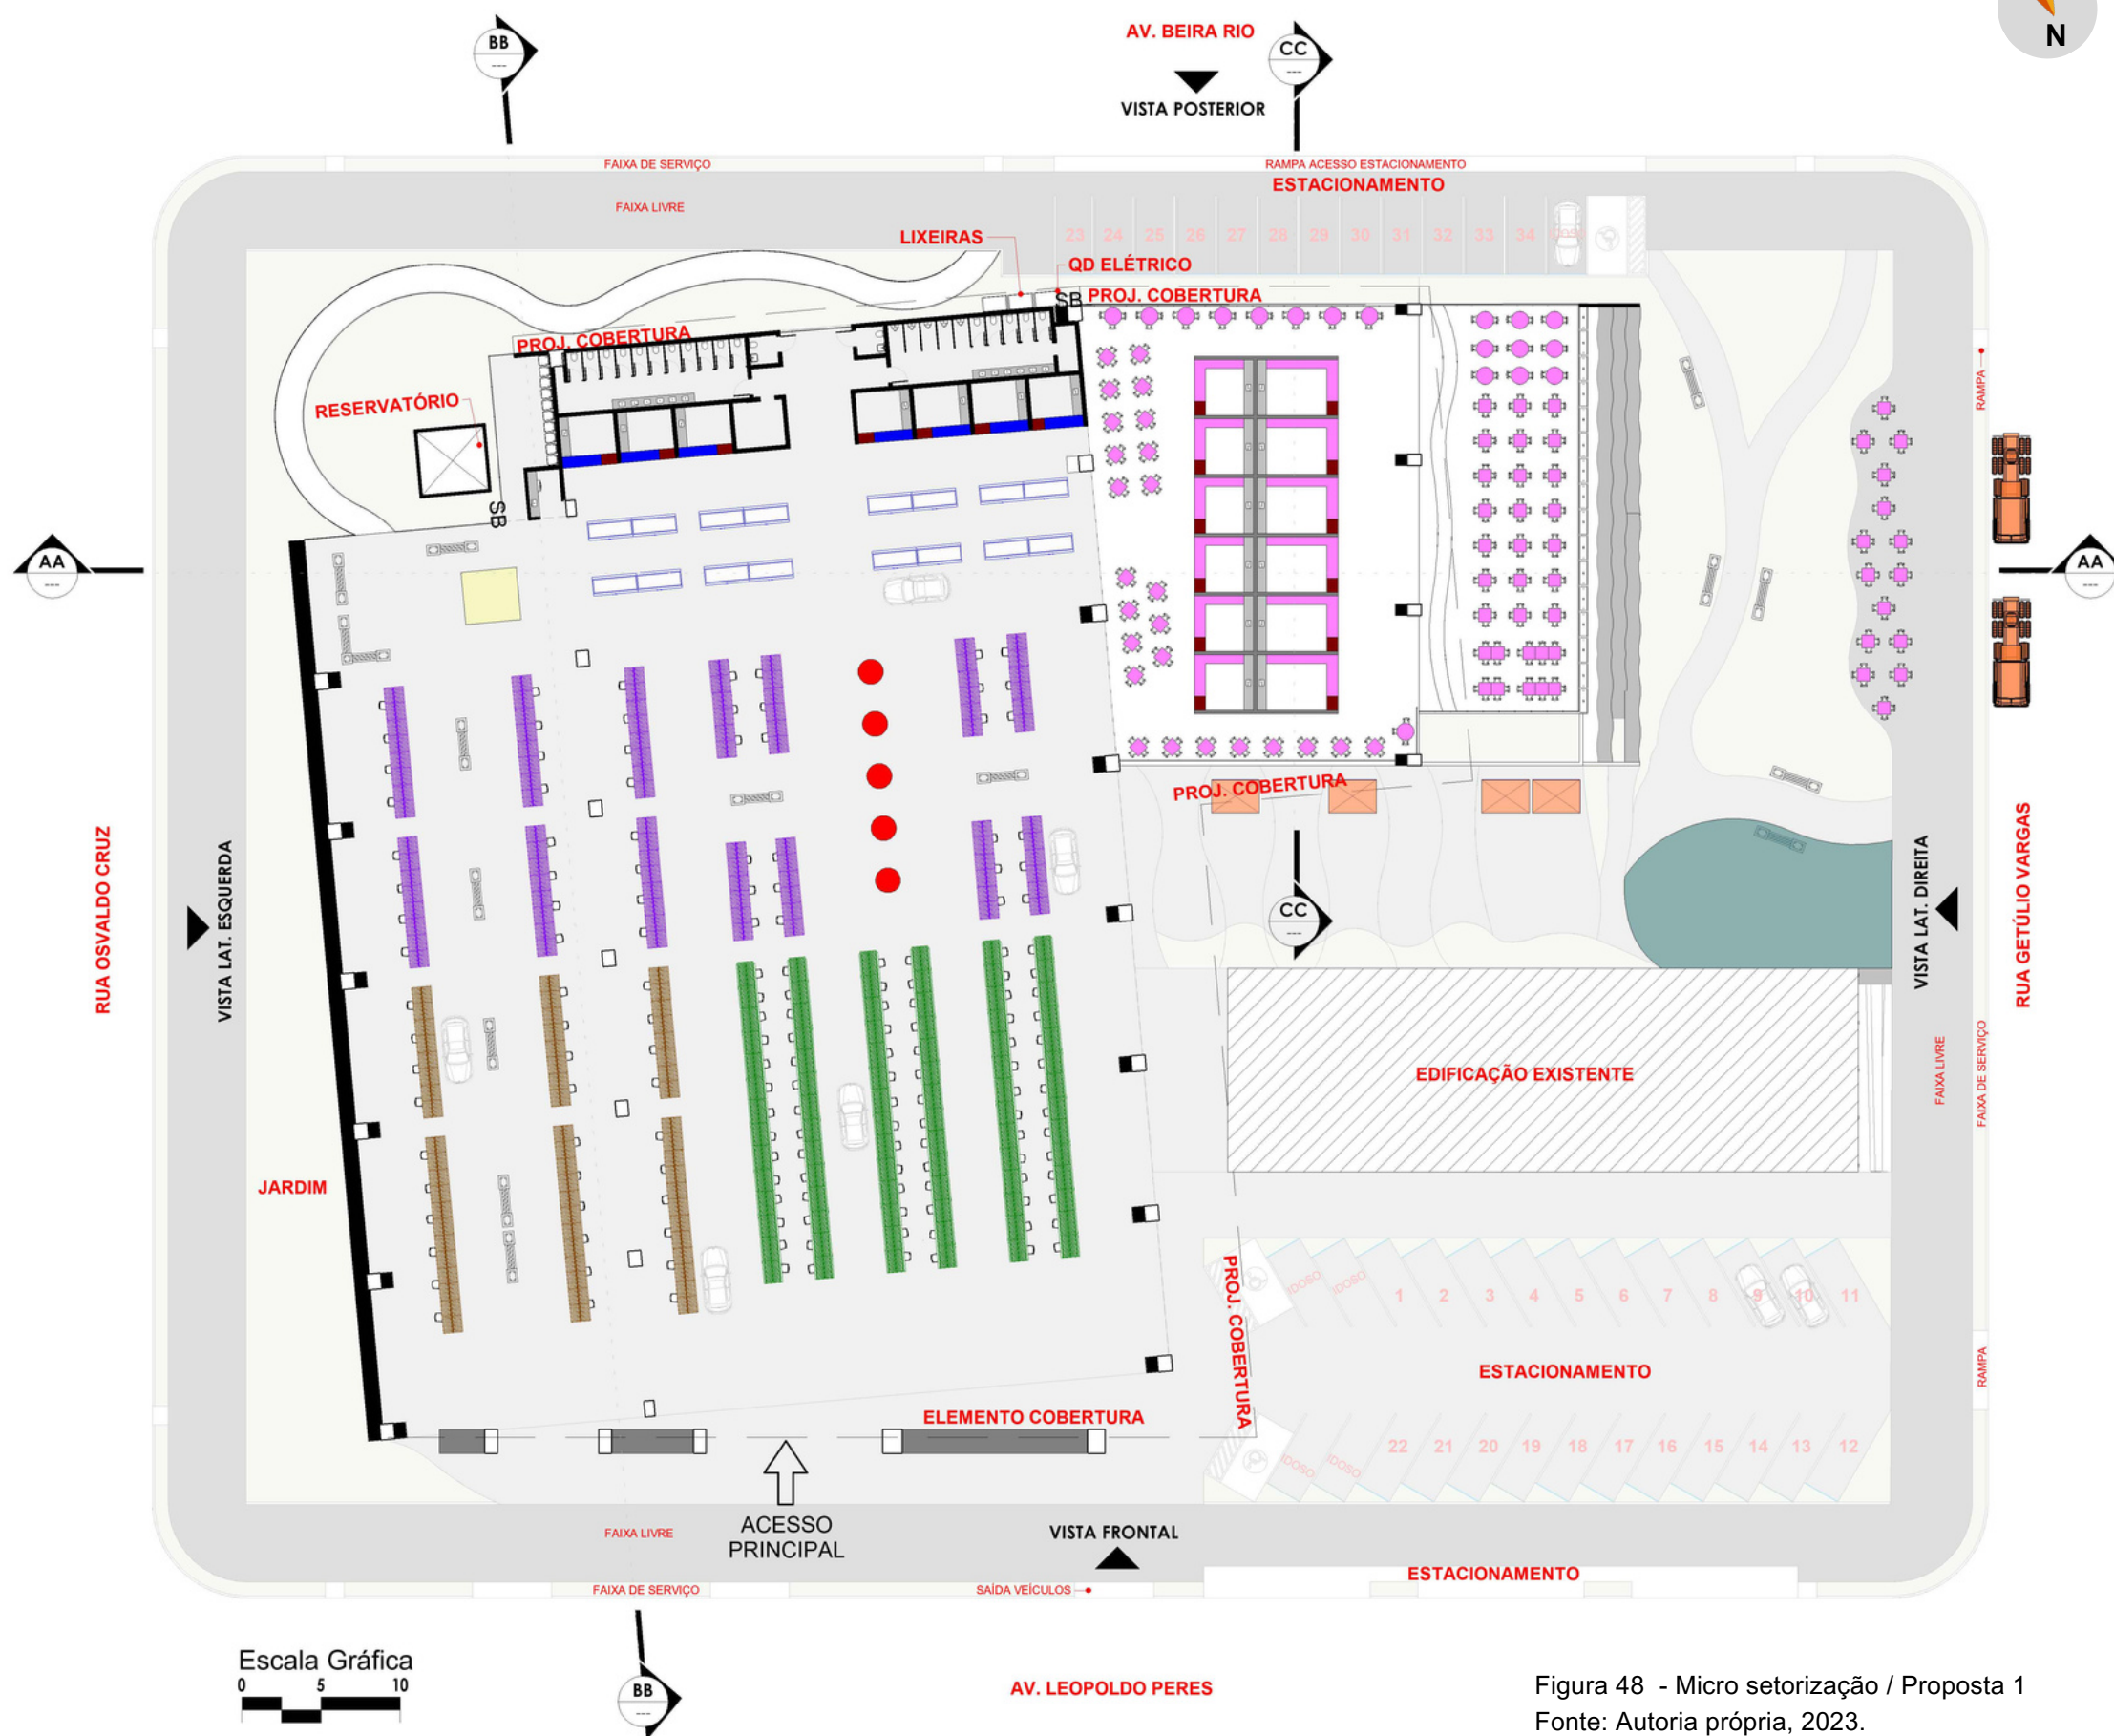 N
BB
---
AV. BEIRA RIO
VISTA POSTERIOR
CC
---
FAIXA DE SERVIÇO
RAMPA ACESSO ESTACIONAMENTO
ESTACIONAMENTO
FAIXA LIVRE
LIXEIRAS
23 24 25 26 27 28 29 30 31 32 33 34 IDOSO
QD ELÉTRICO
SB PROJ. COBERTURA
PROJ. COBERTURA
RESERVATÓRIO
SB
RAMPA
AA
---
AA
---
PROJ. COBERTURA
RUA OSVALDO CRUZ
VISTA LAT. ESQUERDA
CC
---
VISTA LAT. DIREITA
RUA GETÚLIO VARGAS
EDIFICAÇÃO EXISTENTE
FAIXA LIVRE
FAIXA DE SERVIÇO
JARDIM
PROJ. COBERTURA
IDOSO IDOSO 1 2 3 4 5 6 7 8 9 10 11
ESTACIONAMENTO
RAMPA
ELEMENTO COBERTURA
IDOSO IDOSO 22 21 20 19 18 17 16 15 14 13 12
ACESSO
PRINCIPAL
FAIXA LIVRE
VISTA FRONTAL
ESTACIONAMENTO
FAIXA DE SERVIÇO
SAÍDA VEÍCULOS
Escala Gráfica
0 5 10
BB
---
AV. LEOPOLDO PERES
Figura 48 - Micro setorização / Proposta 1
Fonte: Autoria própria, 2023.